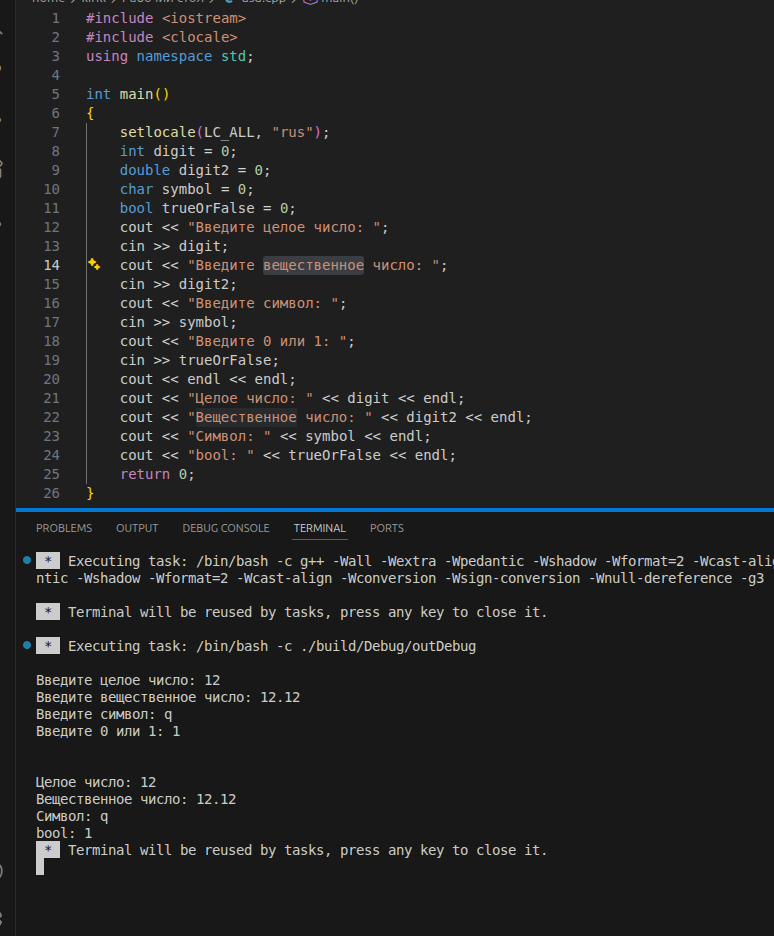 main()
1 #include <iostream>
2 #include <clocale>
3 using namespace std;
4
5 int main()
6 {
7 setlocale(LC_ALL, "rus");
8 int digit = 0;
9 double digit2 = 0;
10 char symbol = 0;
11 bool trueOrFalse = 0;
12 cout << "Введите целое число: ";
13 cin >> digit;
14 cout << "Введите вещественное число: ";
15 cin >> digit2;
16 cout << "Введите символ: ";
17 cin >> symbol;
18 cout << "Введите 0 или 1: ";
19 cin >> trueOrFalse;
20 cout << endl << endl;
21 cout << "Целое число: " << digit << endl;
22 cout << "Вещественное число: " << digit2 << endl;
23 cout << "Символ: " << symbol << endl;
24 cout << "bool: " << trueOrFalse << endl;
25 return 0;
26 }
PROBLEMS OUTPUT DEBUG CONSOLE TERMINAL PORTS
* Executing task: /bin/bash -c g++ -Wall -Wextra -Wpedantic -Wshadow -Wformat=2 -Wcast-ali
ntic -Wshadow -Wformat=2 -Wcast-align -Wconversion -Wsign-conversion -Wnull-dereference -g3
* Terminal will be reused by tasks, press any key to close it.
* Executing task: /bin/bash -c ./build/Debug/outDebug
Введите целое число: 12
Введите вещественное число: 12.12
Введите символ: q
Введите 0 или 1: 1
Целое число: 12
Вещественное число: 12.12
Символ: q
bool: 1
* Terminal will be reused by tasks, press any key to close it.